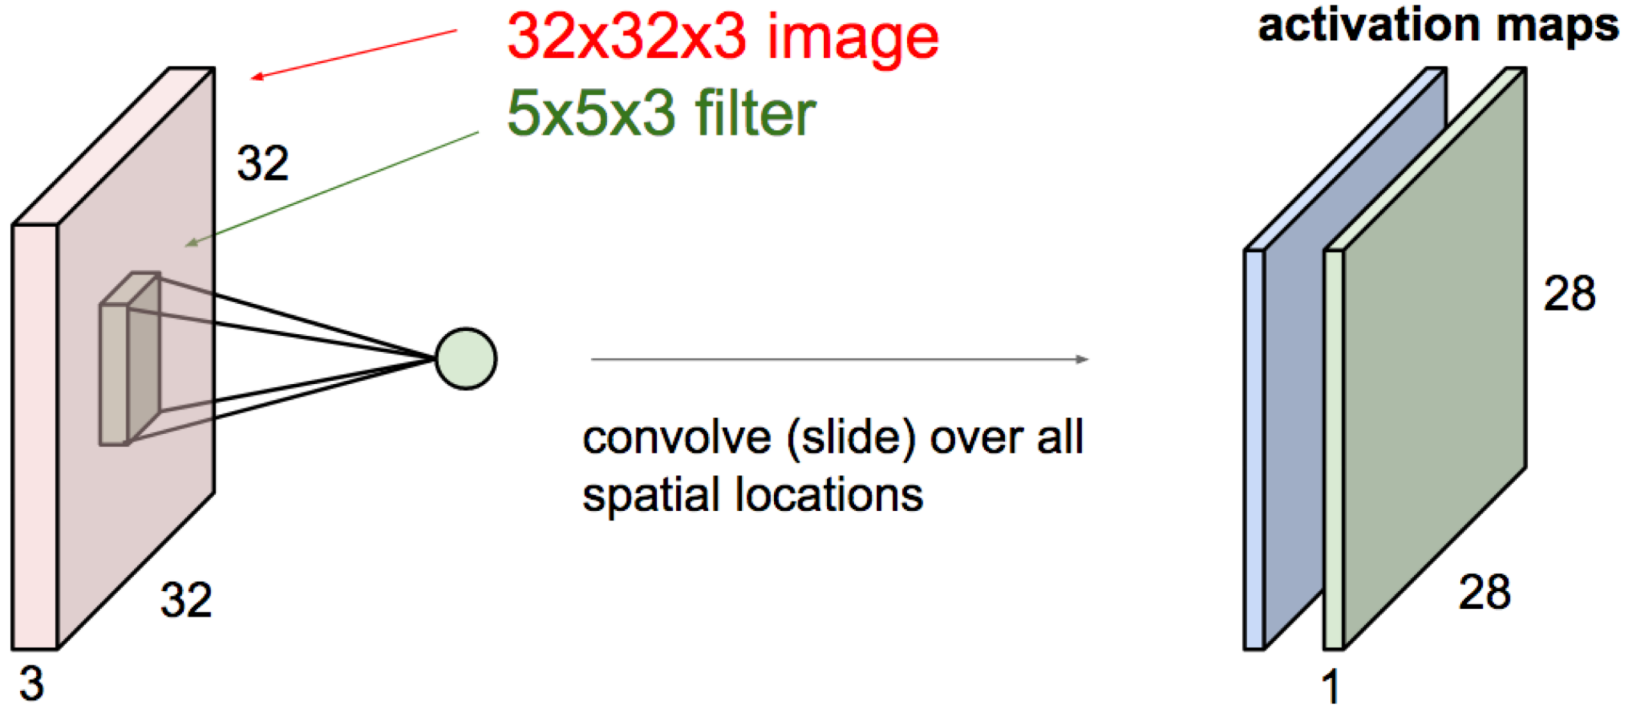 32x32x3 image
5x5x3 filter
32
32
3
convolve (slide) over all
spatial locations
activation maps
28
28
1